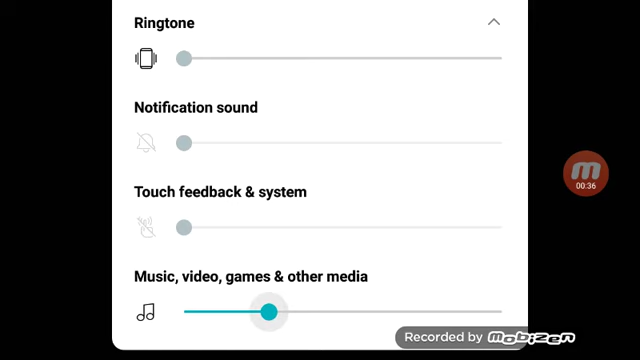 Ringtone
Notification sound
00:36
Touch feedback & system
Music, video, games & other media
Recorded by MOBIZEN